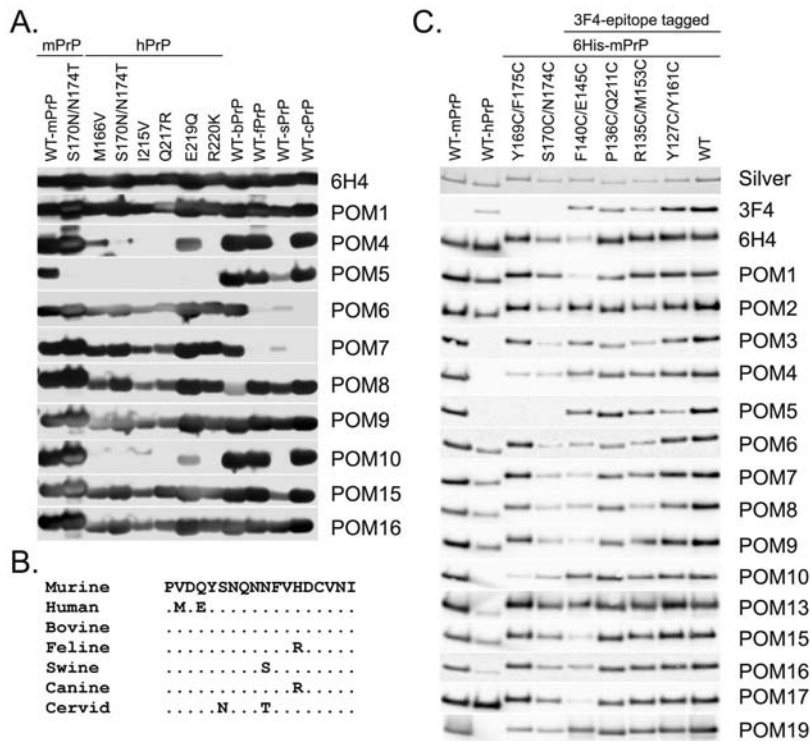 A.
mPrP
hPrP
WT-mPrP
S170N/N174T
M166V
S170N/N174T
I215V
Q217R
E219Q
R220K
WT-bPrP
WT-fPrP
WT-sPrP
WT-cPrP
6H4
POM1
POM4
POM5
POM6
POM7
POM8
POM9
POM10
POM15
POM16
B.
Murine PVDQYSNQNNFVHDCVNI
Human .M.E..............
Bovine ..................
Feline ............R.....
Swine .........S........
Canine ............R.....
Cervid .....N...T........
C.
3F4-epitope tagged
6His-mPrP
WT-mPrP
WT-hPrP
Y169C/F175C
S170C/N174C
F140C/E145C
P136C/Q211C
R135C/M153C
Y127C/Y161C
WT
Silver
3F4
6H4
POM1
POM2
POM3
POM4
POM5
POM6
POM7
POM8
POM9
POM10
POM13
POM15
POM16
POM17
POM19